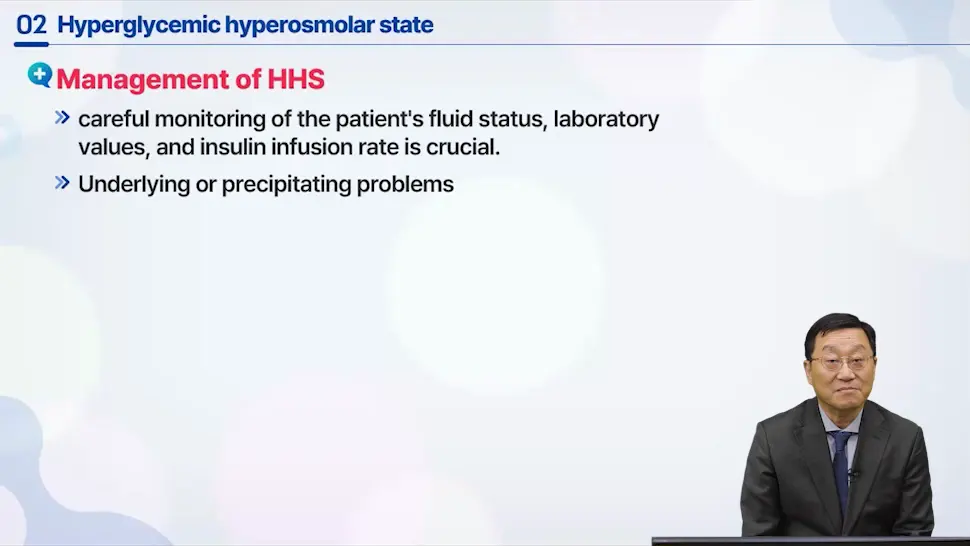 02 Hyperglycemic hyperosmolar state
Management of HHS
careful monitoring of the patient's fluid status, laboratory
values, and insulin infusion rate is crucial.
Underlying or precipitating problems